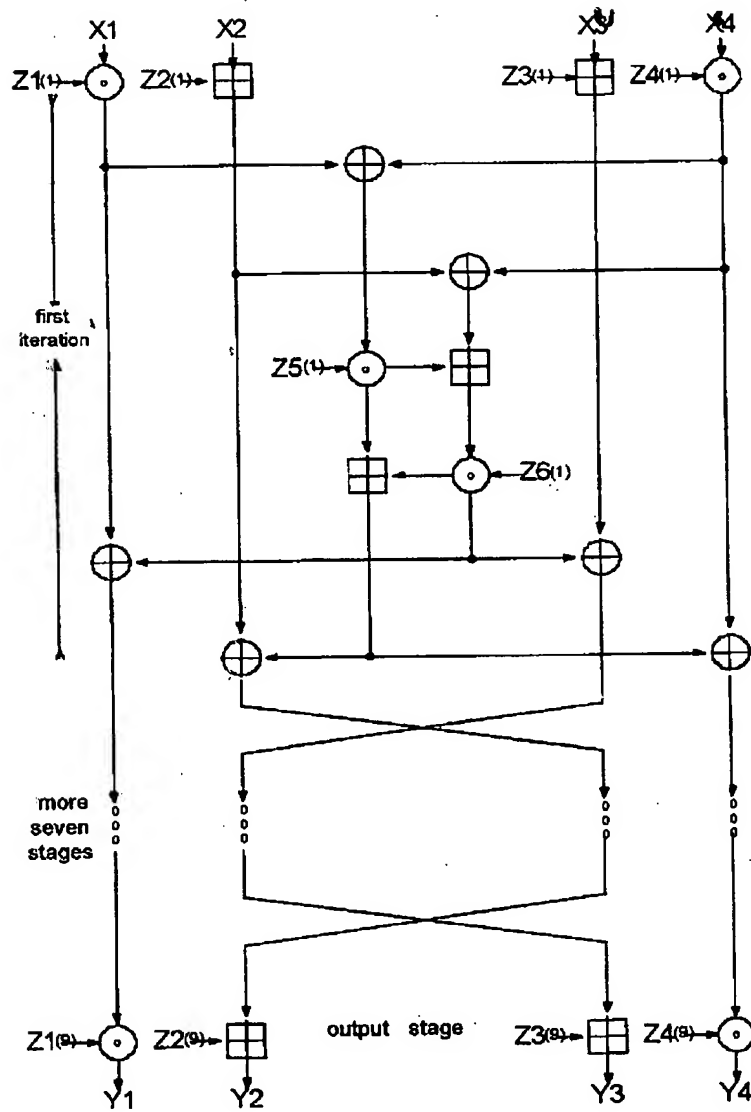 X1 X2 X3 X4
Z1(1) Z2(1) Z3(1) Z4(1)
first
iteration
Z5(1)
Z6(1)
more
seven
stages
output stage
Z1(9) Z2(9) Z3(9) Z4(9)
Y1 Y2 Y3 Y4